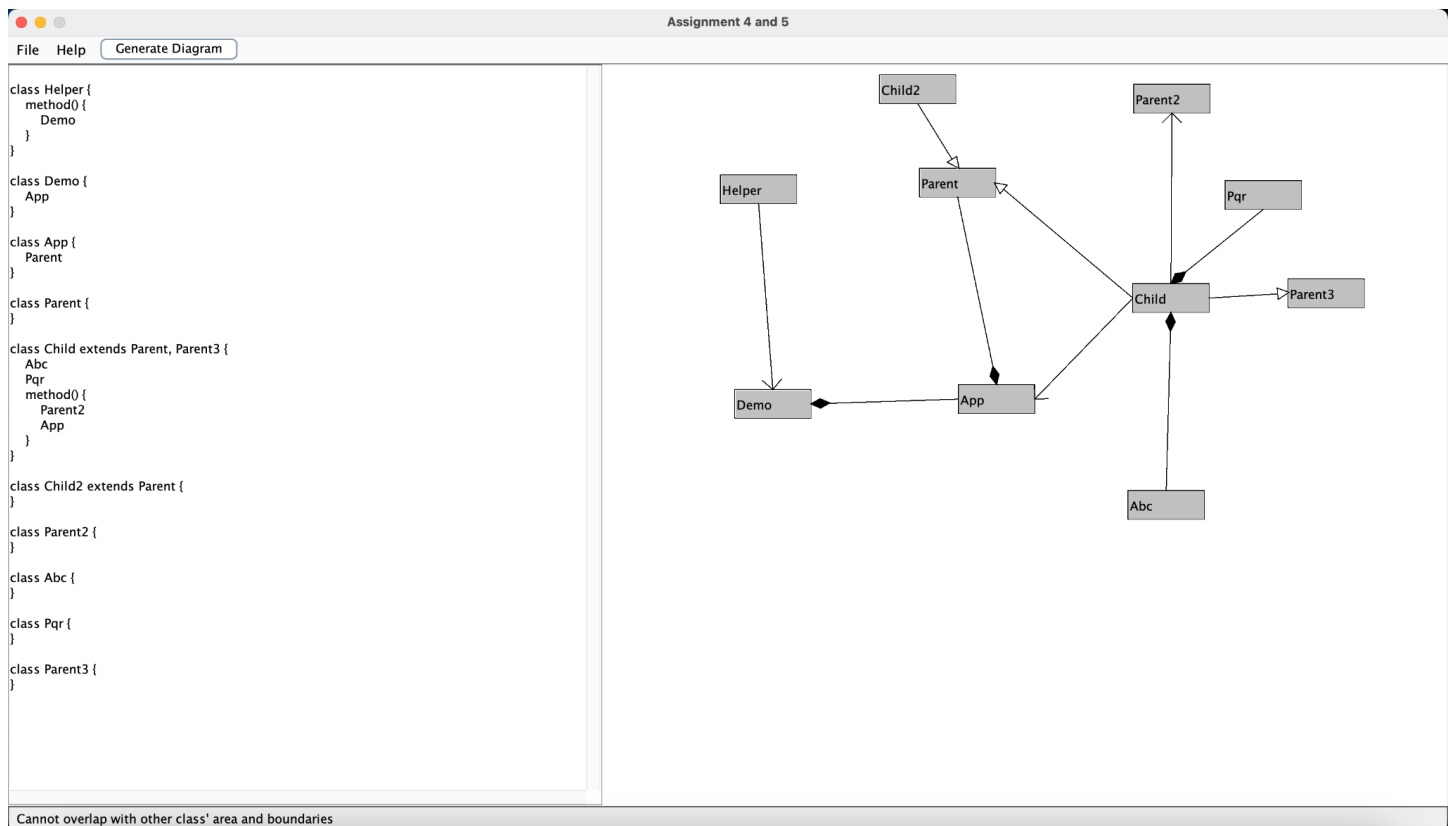 Assignment 4 and 5
File Help Generate Diagram
class Helper {
method() {
Demo
}
}
class Demo {
App
}
class App {
Parent
}
class Parent {
}
class Child extends Parent, Parent3 {
Abc
Pqr
method() {
Parent2
App
}
}
class Child2 extends Parent {
}
class Parent2 {
}
class Abc {
}
class Pqr {
}
class Parent3 {
}
Child2
Parent2
Parent
Helper
Pqr
Child
Parent3
Demo
App
Abc
Cannot overlap with other class' area and boundaries